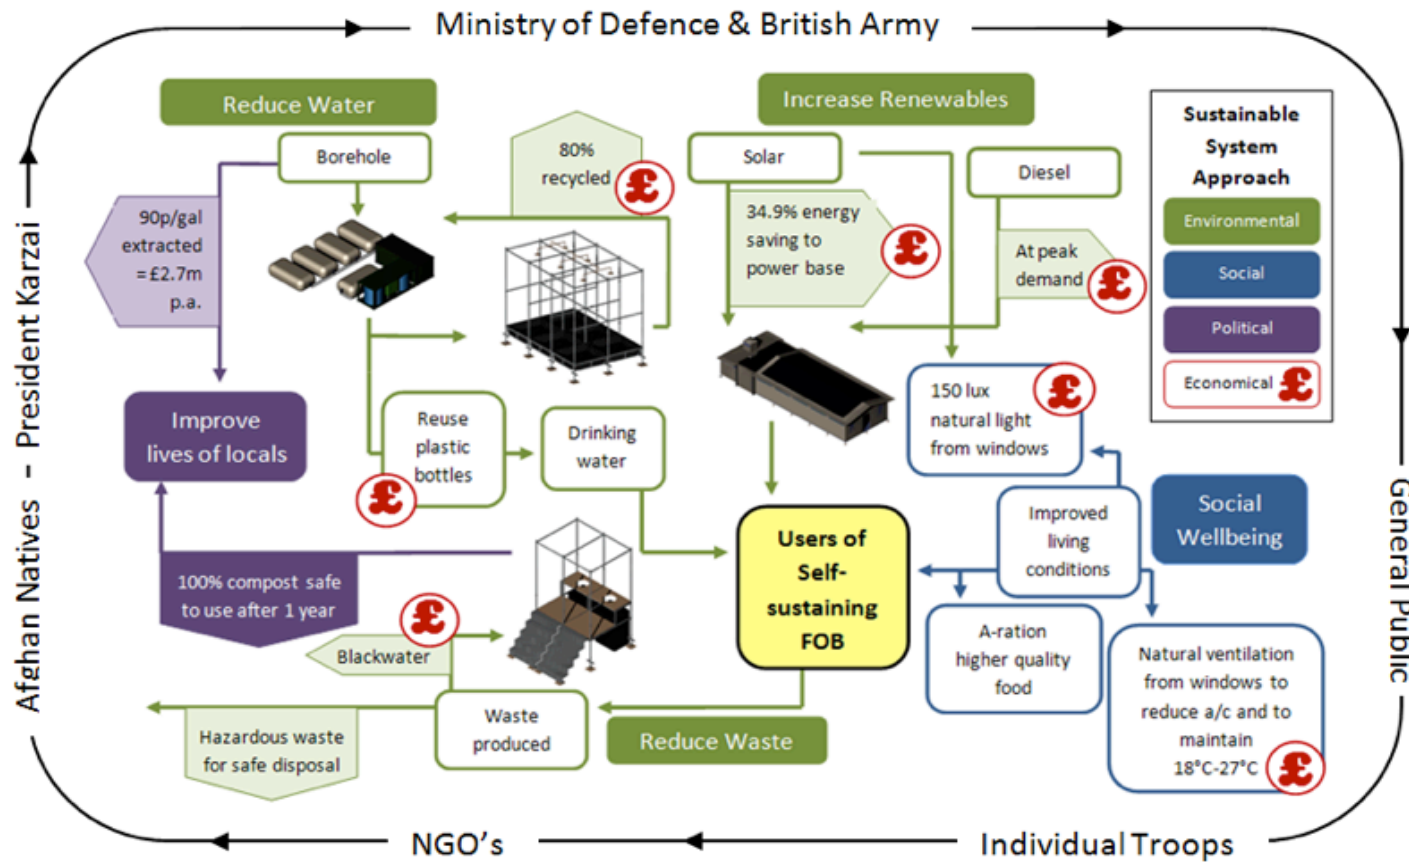 Ministry of Defence & British Army
Reduce Water
Increase Renewables
Borehole
80%
recycled
£
Solar
Diesel
Sustainable
System
Approach
Environmental
Social
Political
Economical £
90p/gal
extracted
= £2.7m
p.a.
34.9% energy
saving to
power base
£
At peak
demand
£
Afghan Natives – President Karzai
General Public
Improve
lives of locals
Reuse
plastic
bottles
£
Drinking
water
150 lux
natural light
from windows
£
Users of
Self-
sustaining
FOB
Improved
living
conditions
Social
Wellbeing
100% compost safe
to use after 1 year
£
Blackwater
A-ration
higher quality
food
Natural ventilation
from windows to
reduce a/c and to
maintain
18°C-27°C
£
Hazardous waste
for safe disposal
Waste
produced
Reduce Waste
NGO's
Individual Troops